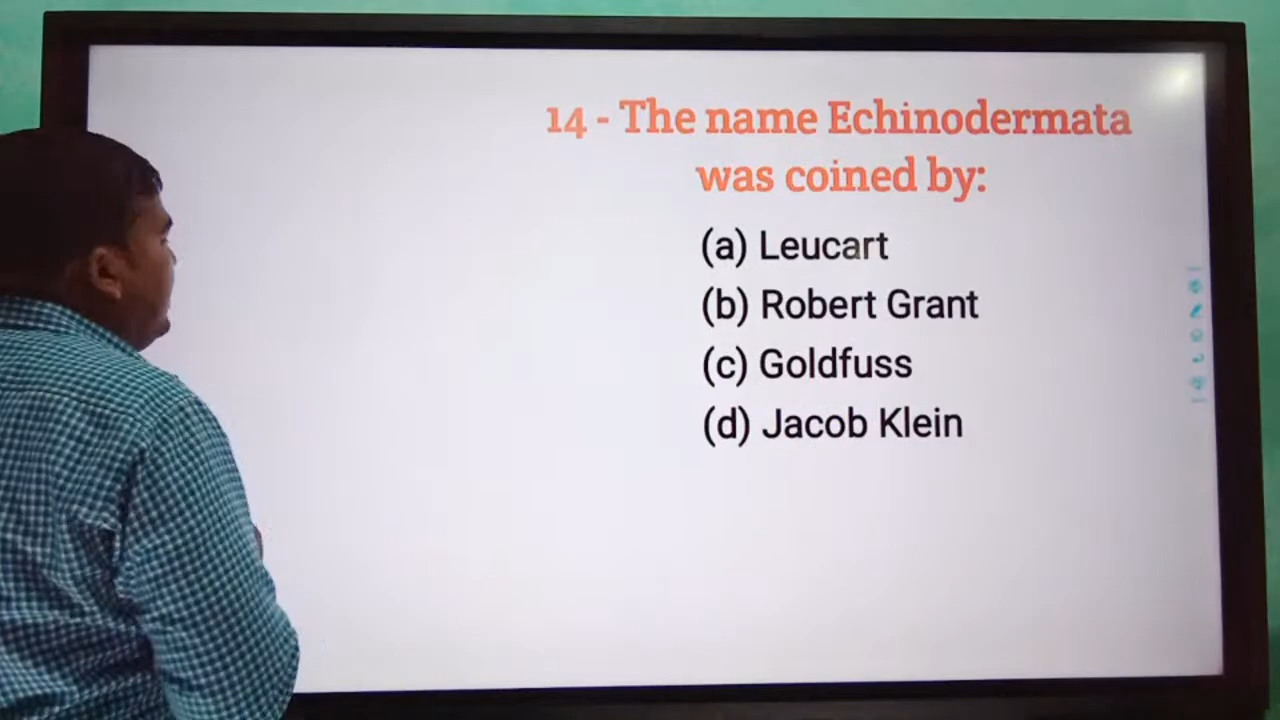 14 - The name Echinodermata
was coined by:
(a) Leucart
(b) Robert Grant
(c) Goldfuss
(d) Jacob Klein